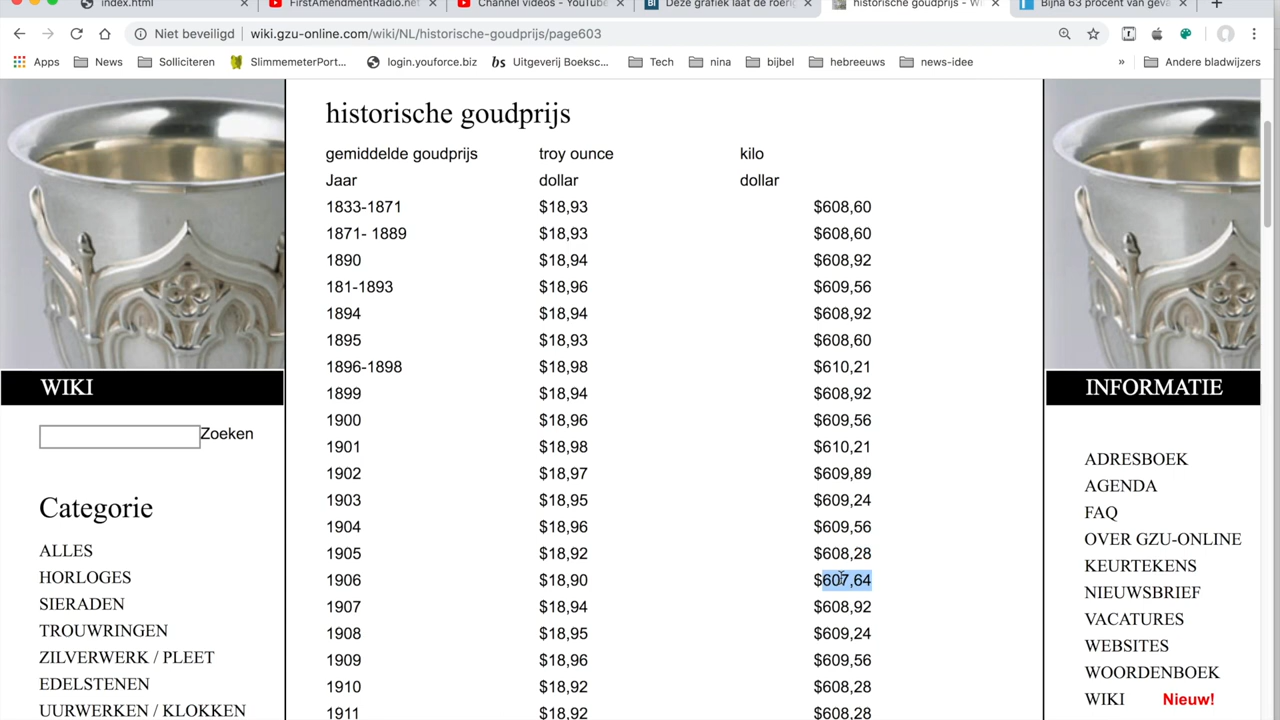 index.html
FirstAmendmentRadio.net
Channel videos - YouTube
BI Deze grafiek laat de roerig
historische goudprijs - Wi
Bijna 63 procent van geva
Niet beveiligd | wiki.gzu-online.com/wiki/NL/historische-goudprijs/page603
Apps News Solliciteren SlimmemeterPort... login.youforce.biz bs Uitgeverij Boeksc... Tech nina bijbel hebreeuws news-idee » Andere bladwijzers
historische goudprijs
gemiddelde goudprijs troy ounce kilo
Jaar dollar dollar
1833-1871 $18,93 $608,60
1871- 1889 $18,93 $608,60
1890 $18,94 $608,92
181-1893 $18,96 $609,56
1894 $18,94 $608,92
1895 $18,93 $608,60
1896-1898 $18,98 $610,21
1899 $18,94 $608,92
1900 $18,96 $609,56
1901 $18,98 $610,21
1902 $18,97 $609,89
1903 $18,95 $609,24
1904 $18,96 $609,56
1905 $18,92 $608,28
1906 $18,90 $607,64
1907 $18,94 $608,92
1908 $18,95 $609,24
1909 $18,96 $609,56
1910 $18,92 $608,28
1911 $18,92 $608,28
WIKI
Zoeken
Categorie
ALLES
HORLOGES
SIERADEN
TROUWRINGEN
ZILVERWERK / PLEET
EDELSTENEN
UURWERKEN / KLOKKEN
INFORMATIE
ADRESBOEK
AGENDA
FAQ
OVER GZU-ONLINE
KEURTEKENS
NIEUWSBRIEF
VACATURES
WEBSITES
WOORDENBOEK
WIKI Nieuw!